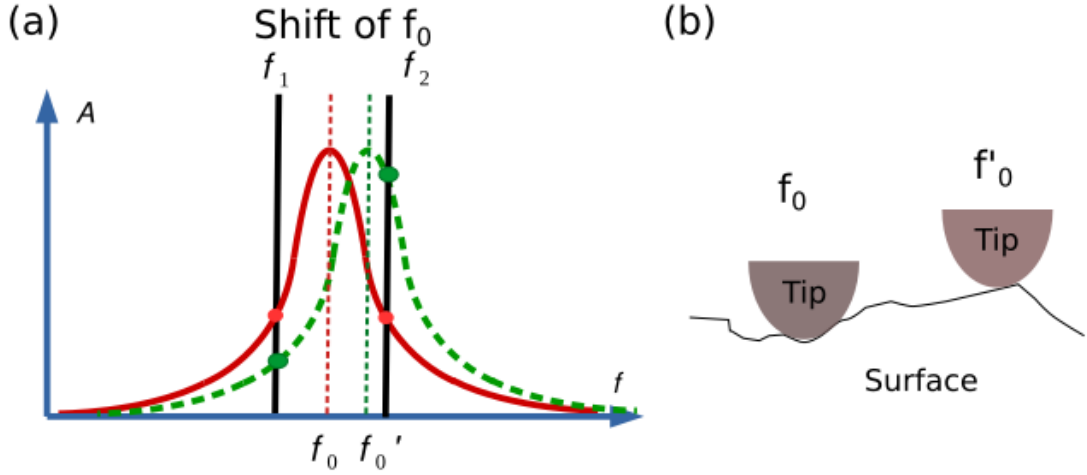 (a)
Shift of f₀
f₁
f₂
A
f
f₀
f₀'
(b)
f₀
f'₀
Tip
Tip
Surface